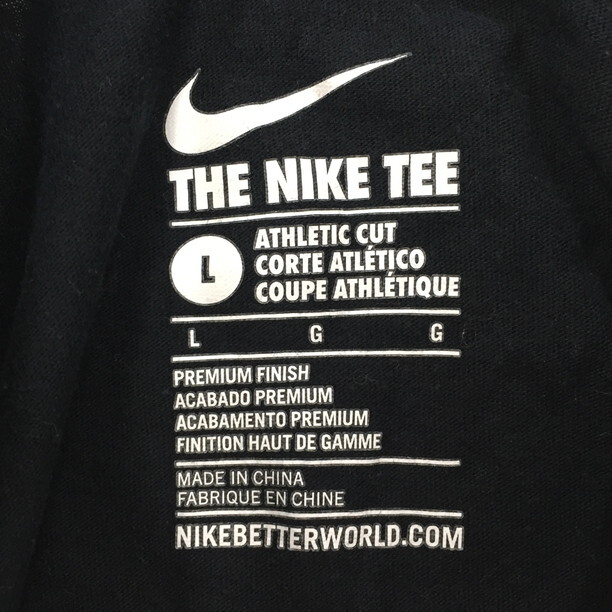 THE NIKE TEE
L
ATHLETIC CUT
CORTE ATLÉTICO
COUPE ATHLÉTIQUE
L G G
PREMIUM FINISH
ACABADO PREMIUM
ACABAMENTO PREMIUM
FINITION HAUT DE GAMME
MADE IN CHINA
FABRIQUE EN CHINE
NIKEBETTERWORLD.COM